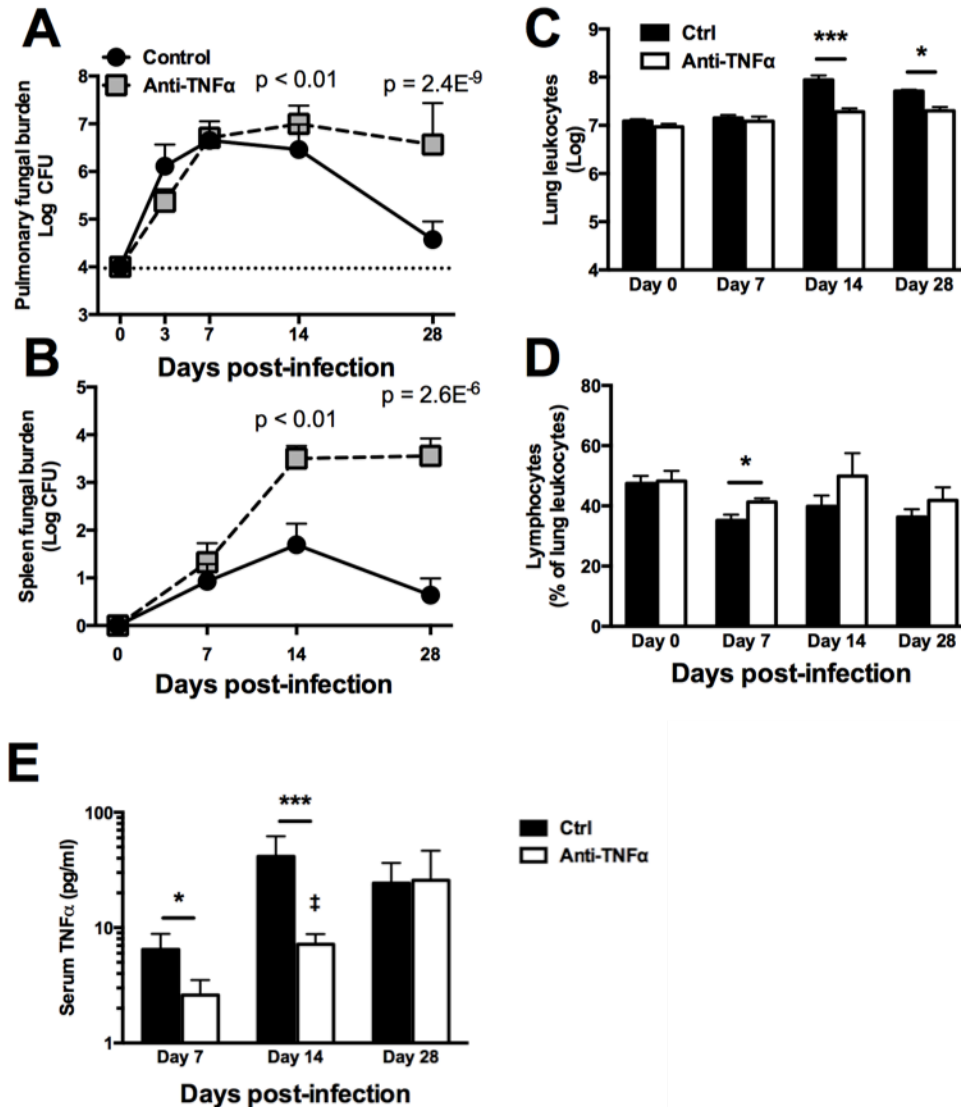 A
Control
Anti-TNFα
p < 0.01
p = 2.4E-9
Pulmonary fungal burden
Log CFU
8
7
6
5
4
3
0 3 7 14 28
Days post-infection
B
p < 0.01
p = 2.6E-6
Spleen fungal burden
(Log CFU)
5
4
3
2
1
0
0 7 14 28
Days post-infection
C
Ctrl
Anti-TNFα
***
*
Lung leukocytes
(Log)
9
8
7
6
5
4
Day 0 Day 7 Day 14 Day 28
D
*
Lymphocytes
(% of lung leukocytes)
80
60
40
20
0
Day 0 Day 7 Day 14 Day 28
Days post-infection
E
***
*
‡
Ctrl
Anti-TNFα
Serum TNFα (pg/ml)
100
10
1
Day 7 Day 14 Day 28
Days post-infection